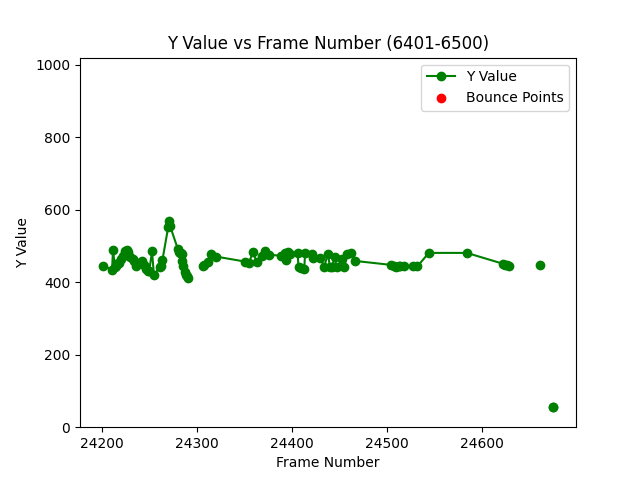 Y Value vs Frame Number (6401-6500)
Y Value
Bounce Points
1000
800
600
400
200
0
Y Value
24200 24300 24400 24500 24600
Frame Number